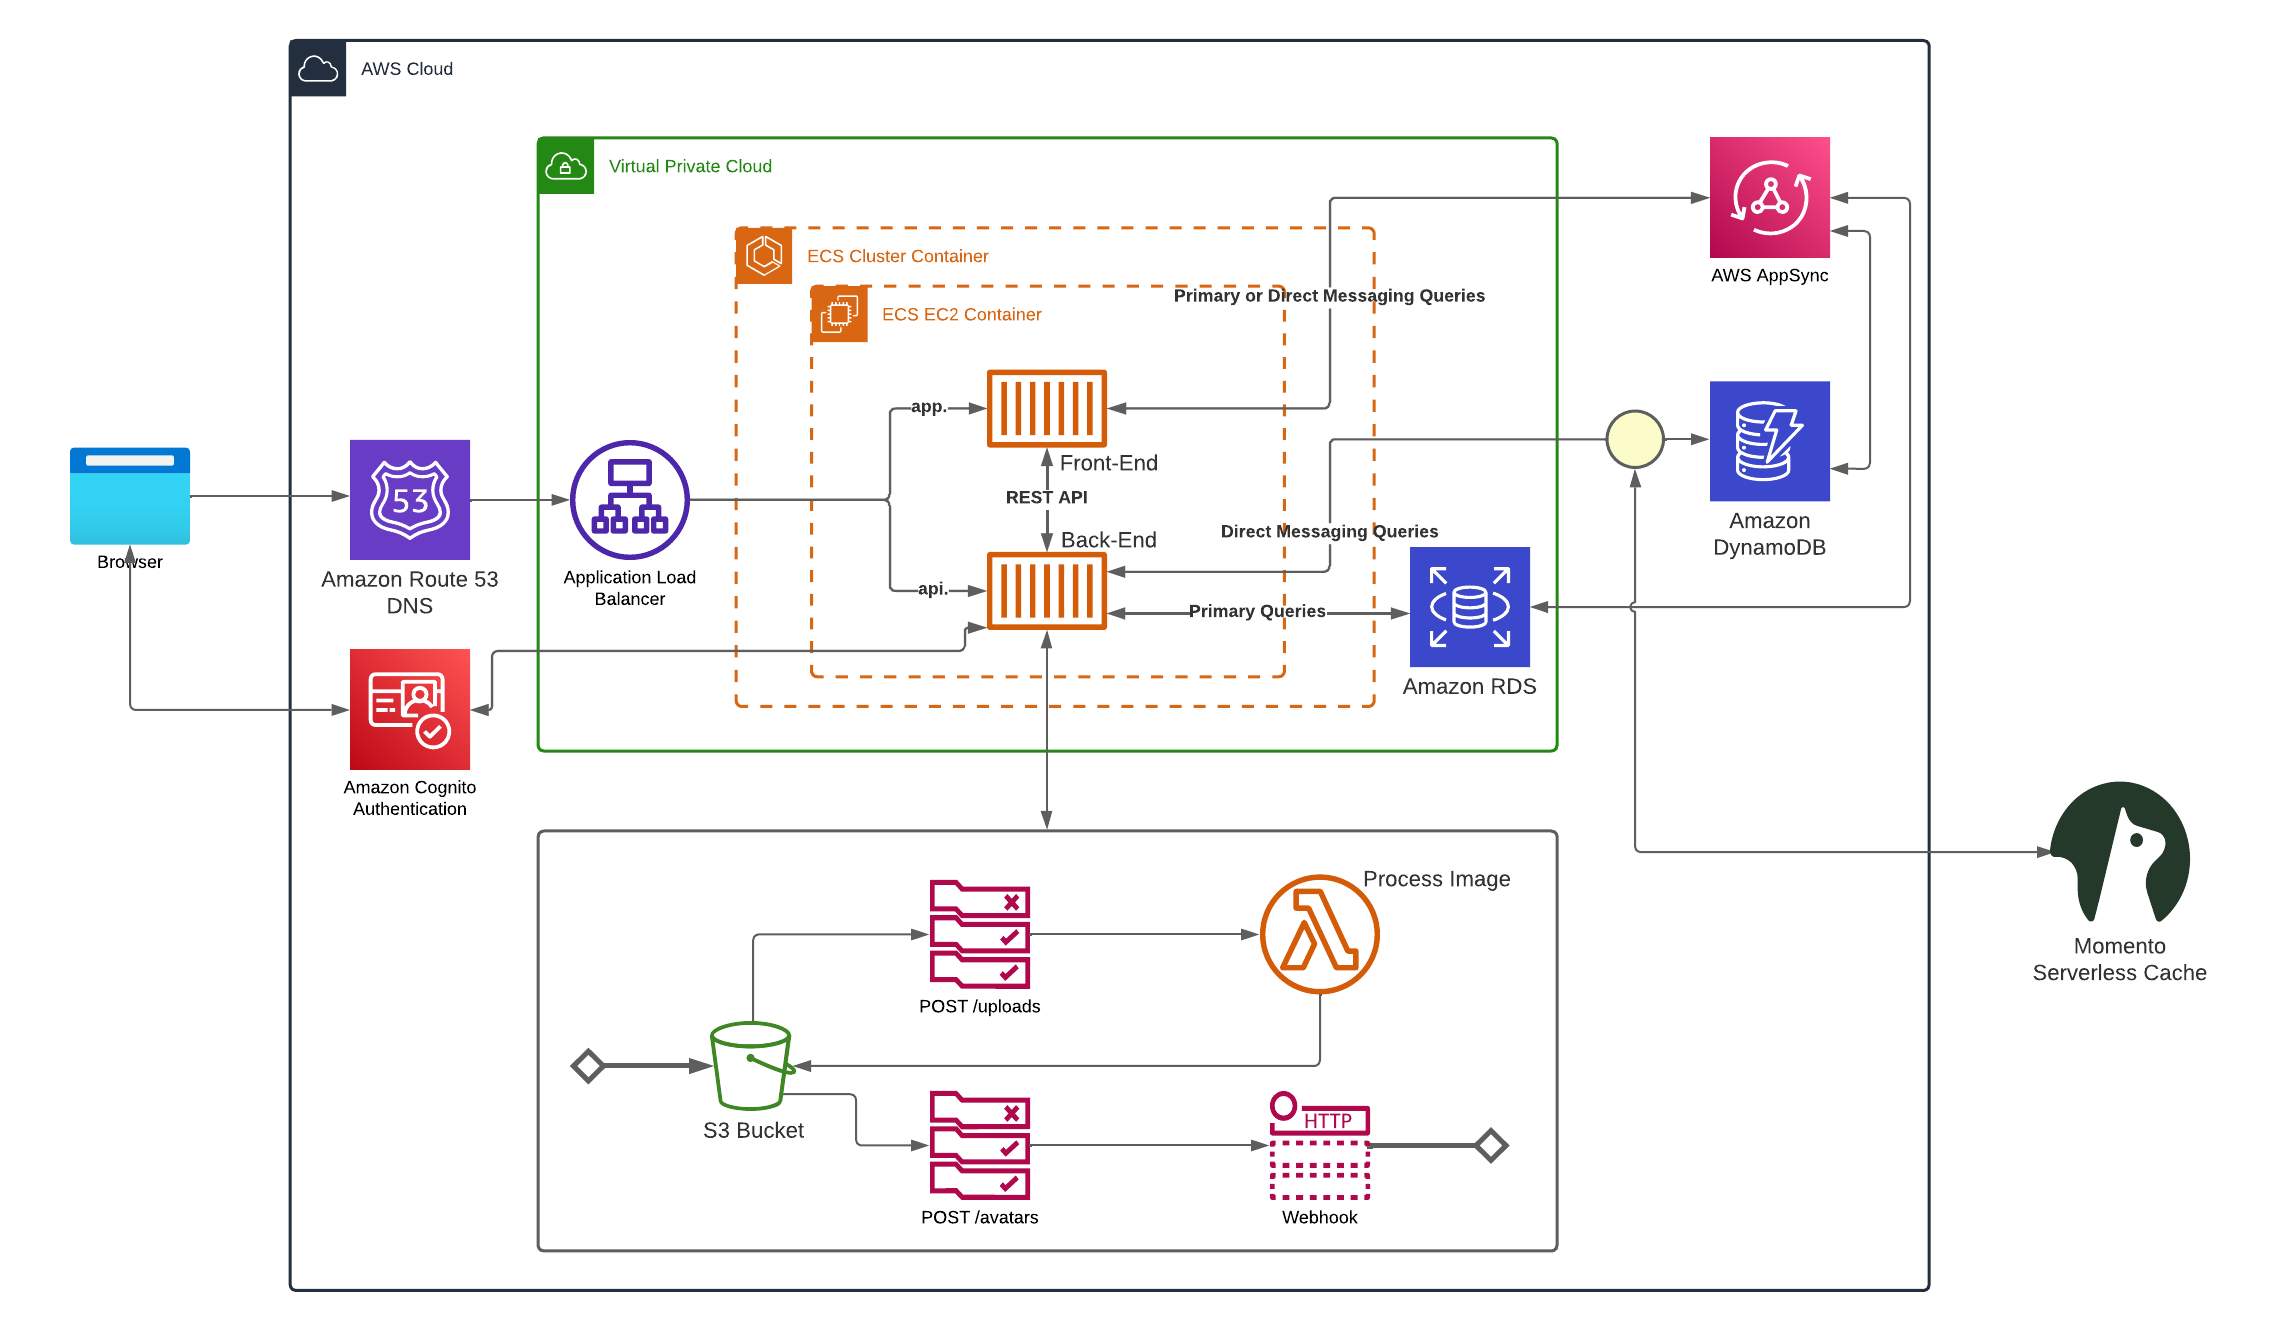 AWS Cloud
Virtual Private Cloud
ECS Cluster Container
AWS AppSync
Primary or Direct Messaging Queries
ECS EC2 Container
app.
Front-End
REST API
Back-End
Direct Messaging Queries
api.
Primary Queries
Browser
53
Amazon Route 53
DNS
Application Load
Balancer
Amazon
DynamoDB
Amazon RDS
Amazon Cognito
Authentication
Process Image
POST /uploads
Momento
Serverless Cache
S3 Bucket
HTTP
POST /avatars
Webhook